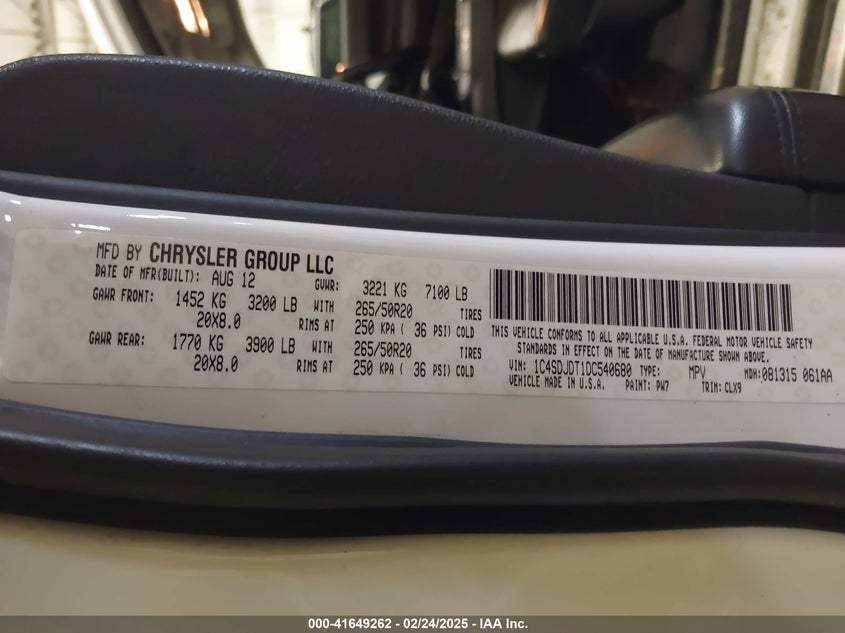 MFD BY CHRYSLER GROUP LLC
DATE OF MFR(BUILT): AUG 12 GVWR: 3221 KG 7100 LB
GAWR FRONT: 1452 KG 3200 LB WITH 265/50R20 TIRES
20X8.0 RIMS AT 250 KPA ( 36 PSI) COLD
GAWR REAR: 1770 KG 3900 LB WITH 265/50R20 TIRES
20X8.0 RIMS AT 250 KPA ( 36 PSI) COLD
THIS VEHICLE CONFORMS TO ALL APPLICABLE U.S.A. FEDERAL MOTOR VEHICLE SAFETY
STANDARDS IN EFFECT ON THE DATE OF MANUFACTURE SHOWN ABOVE.
VIN: 1C4SDJDT1DC540680 TYPE: MPV MDH: 081315 061AA
VEHICLE MADE IN U.S.A. PAINT: PW7 TRIM: CLX9
000-41649262 - 02/24/2025 - IAA Inc.